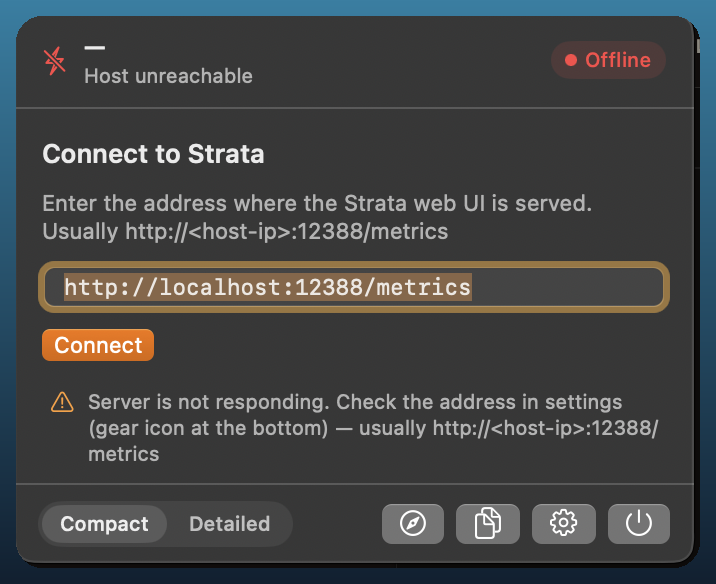 —
Host unreachable
Offline
Connect to Strata
Enter the address where the Strata web UI is served.
Usually http://<host-ip>:12388/metrics
http://localhost:12388/metrics
Connect
Server is not responding. Check the address in settings
(gear icon at the bottom) — usually http://<host-ip>:12388/
metrics
Compact
Detailed